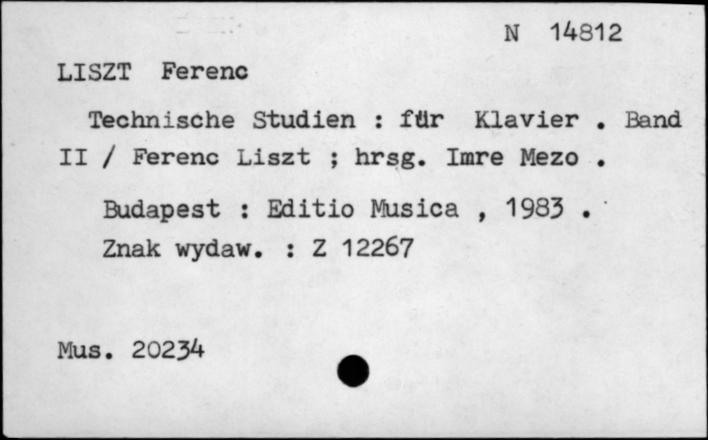 N 14812
LISZT Ferenc
Technische Studien : für Klavier . Band
II / Ferenc Liszt ; hrsg. Imre Mezo .
Budapest : Editio Musica , 1983 .
Znak wydaw. : Z 12267
Mus. 20234